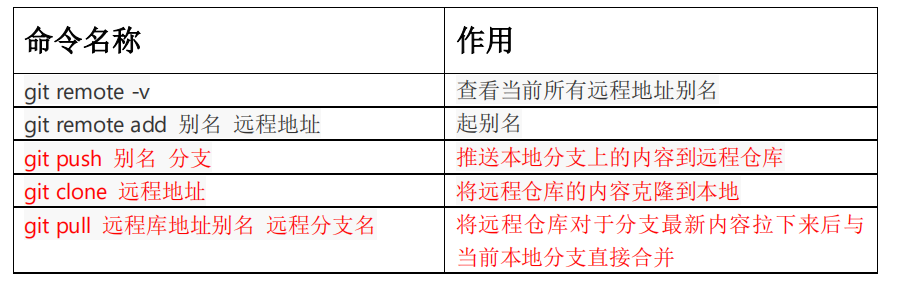 命令名称 作用
git remote -v 查看当前所有远程地址别名
git remote add 别名 远程地址 起别名
git push 别名 分支 推送本地分支上的内容到远程仓库
git clone 远程地址 将远程仓库的内容克隆到本地
git pull 远程库地址别名 远程分支名 将远程仓库对于分支最新内容拉下来后与
当前本地分支直接合并